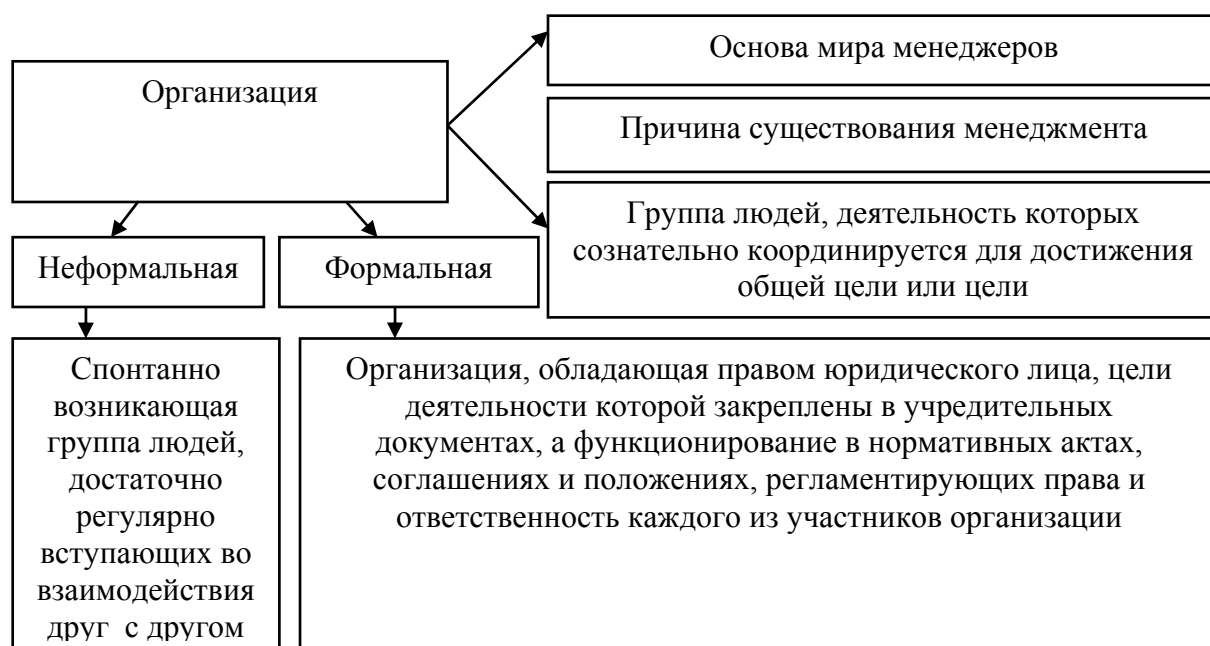 Основа мира менеджеров
Организация
Причина существования менеджмента
Группа людей, деятельность которых
сознательно координируется для достижения
общей цели или цели
Неформальная
Формальная
Спонтанно
возникающая
группа людей,
достаточно
регулярно
вступающих во
взаимодействия
друг с другом
Организация, обладающая правом юридического лица, цели
деятельности которой закреплены в учредительных
документах, а функционирование в нормативных актах,
соглашениях и положениях, регламентирующих права и
ответственность каждого из участников организации